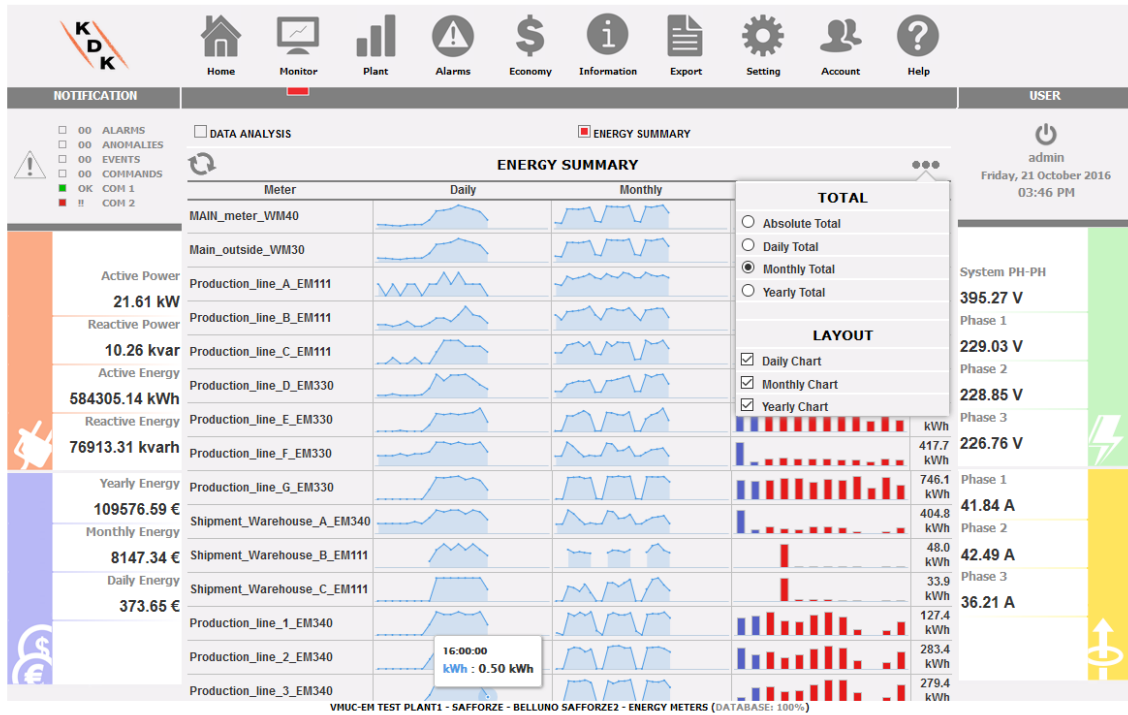 KDK
Home Monitor Plant Alarms Economy Information Export Setting Account Help
NOTIFICATION
USER
00 ALARMS
00 ANOMALIES
00 EVENTS
00 COMMANDS
OK COM 1
!! COM 2
DATA ANALYSIS
ENERGY SUMMARY
admin
Friday, 21 October 2016
03:46 PM
ENERGY SUMMARY
Meter Daily Monthly
TOTAL
Absolute Total
Daily Total
Monthly Total
Yearly Total
LAYOUT
Daily Chart
Monthly Chart
Yearly Chart
Active Power
21.61 kW
Reactive Power
10.26 kvar
Active Energy
584305.14 kWh
Reactive Energy
76913.31 kvarh
Yearly Energy
109576.59 €
Monthly Energy
8147.34 €
Daily Energy
373.65 €
$
€
MAIN_meter_WM40
Main_outside_WM30
Production_line_A_EM111
Production_line_B_EM111
Production_line_C_EM111
Production_line_D_EM330
Production_line_E_EM330
kWh
Production_line_F_EM330
417.7
kWh
Production_line_G_EM330
746.1
kWh
Shipment_Warehouse_A_EM340
404.8
kWh
Shipment_Warehouse_B_EM111
48.0
kWh
Shipment_Warehouse_C_EM111
33.9
kWh
Production_line_1_EM340
127.4
kWh
Production_line_2_EM340
283.4
kWh
16:00:00
kWh : 0.50 kWh
Production_line_3_EM340
279.4
kWh
System PH-PH
395.27 V
Phase 1
229.03 V
Phase 2
228.85 V
Phase 3
226.76 V
Phase 1
41.84 A
Phase 2
42.49 A
Phase 3
36.21 A
VMUC-EM TEST PLANT1 - SAFFORZE - BELLUNO SAFFORZE2 - ENERGY METERS (DATABASE: 100%)